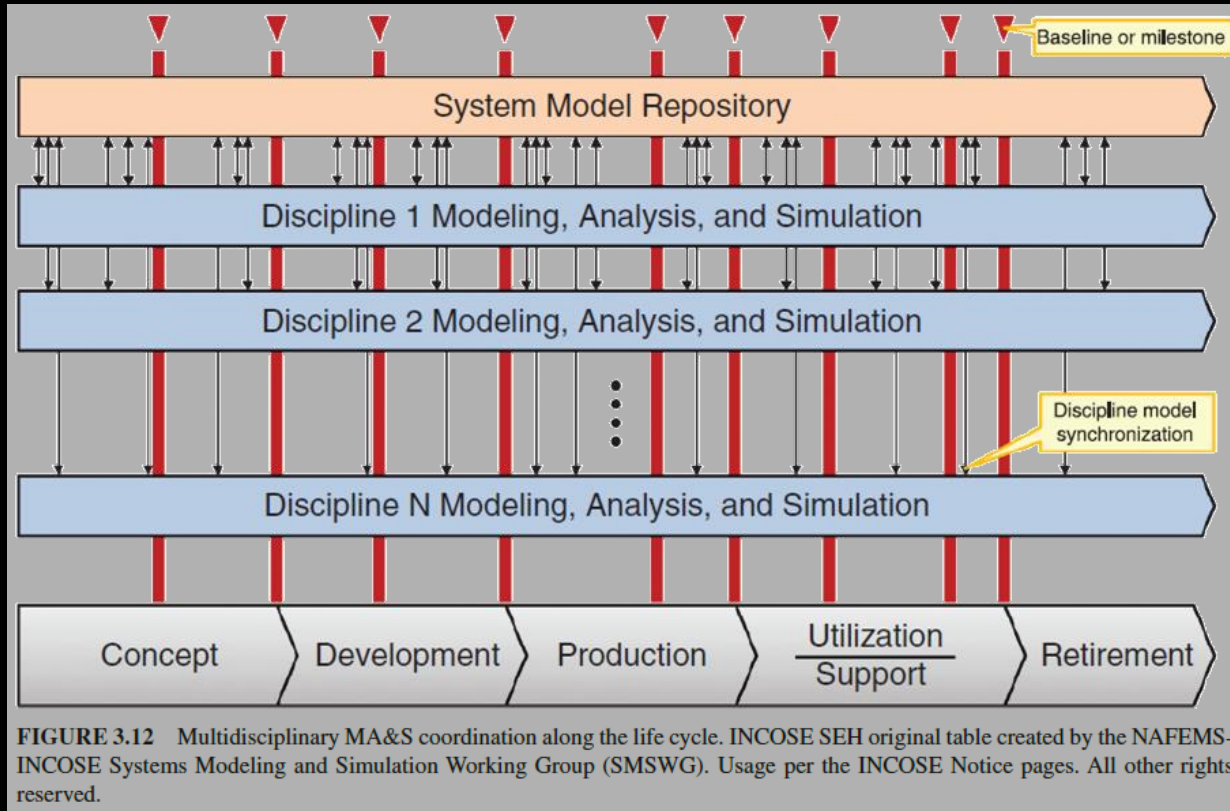 Baseline or milestone
System Model Repository
Discipline 1 Modeling, Analysis, and Simulation
Discipline 2 Modeling, Analysis, and Simulation
Discipline model
synchronization
Discipline N Modeling, Analysis, and Simulation
Concept
Development
Production
Utilization
Support
Retirement
FIGURE 3.12 Multidisciplinary MA&S coordination along the life cycle. INCOSE SEH original table created by the NAFEMS-
INCOSE Systems Modeling and Simulation Working Group (SMSWG). Usage per the INCOSE Notice pages. All other rights
reserved.